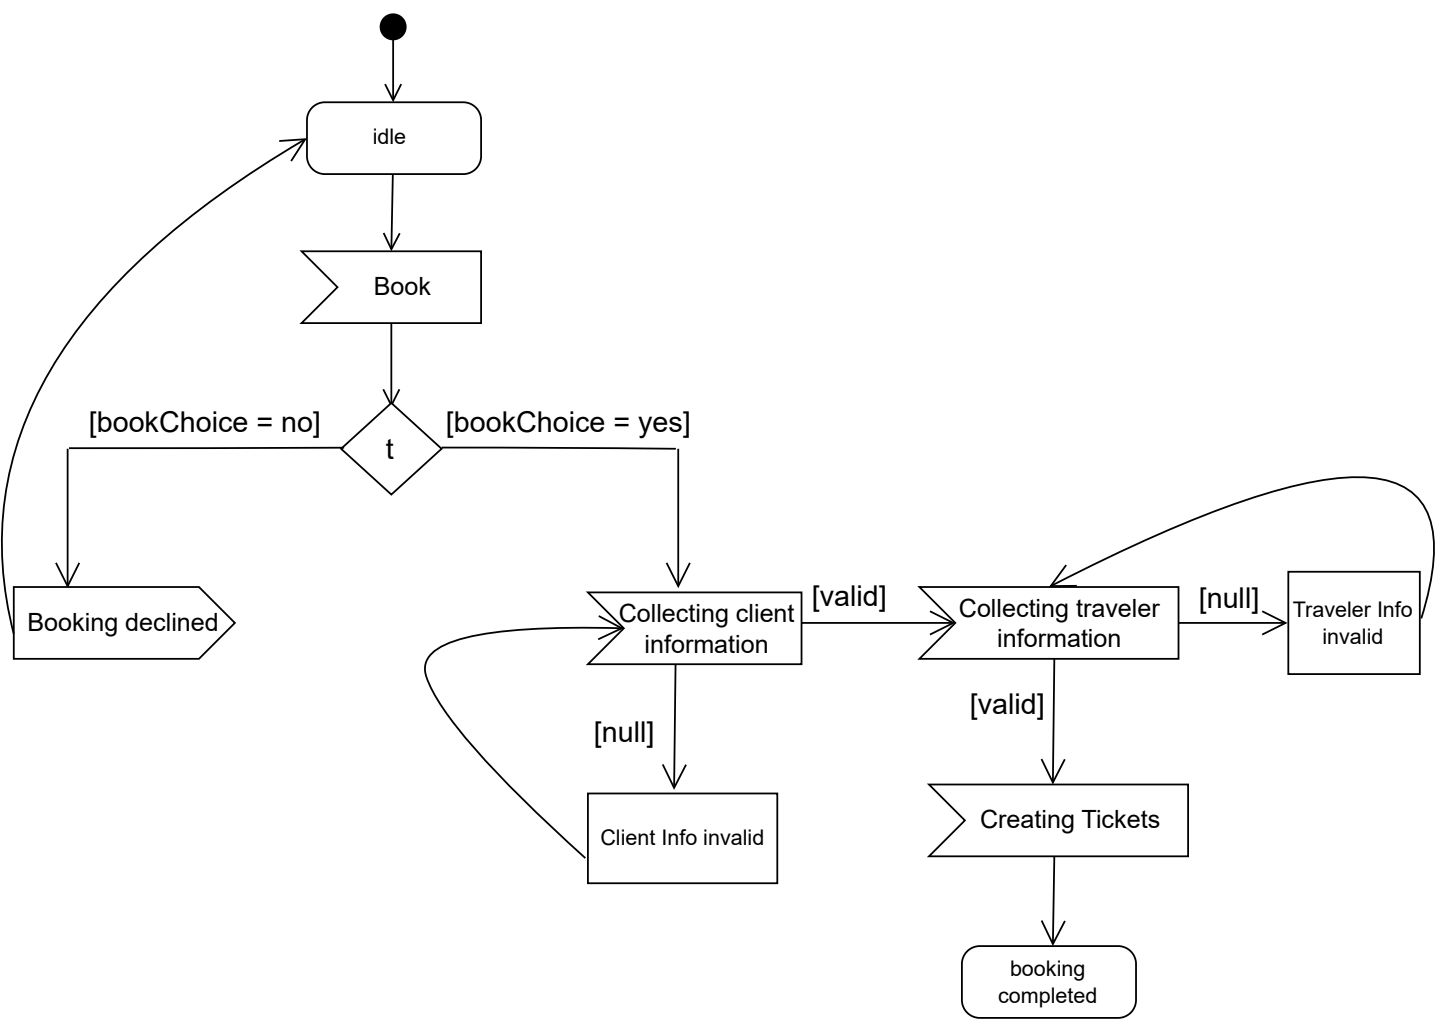 idle
Book
[bookChoice = no]
[bookChoice = yes]
t
Booking declined
Collecting client
information
[valid]
Collecting traveler
information
[null]
Traveler Info
invalid
[null]
[valid]
Client Info invalid
Creating Tickets
booking
completed